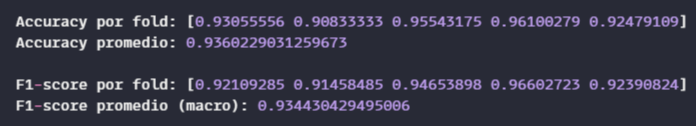 Accuracy por fold: [0.93055556 0.90833333 0.95543175 0.96100279 0.92479109]
Accuracy promedio: 0.9360229031259673
F1-score por fold: [0.92109285 0.91458485 0.94653898 0.96602723 0.92390824]
F1-score promedio (macro): 0.934430429495006